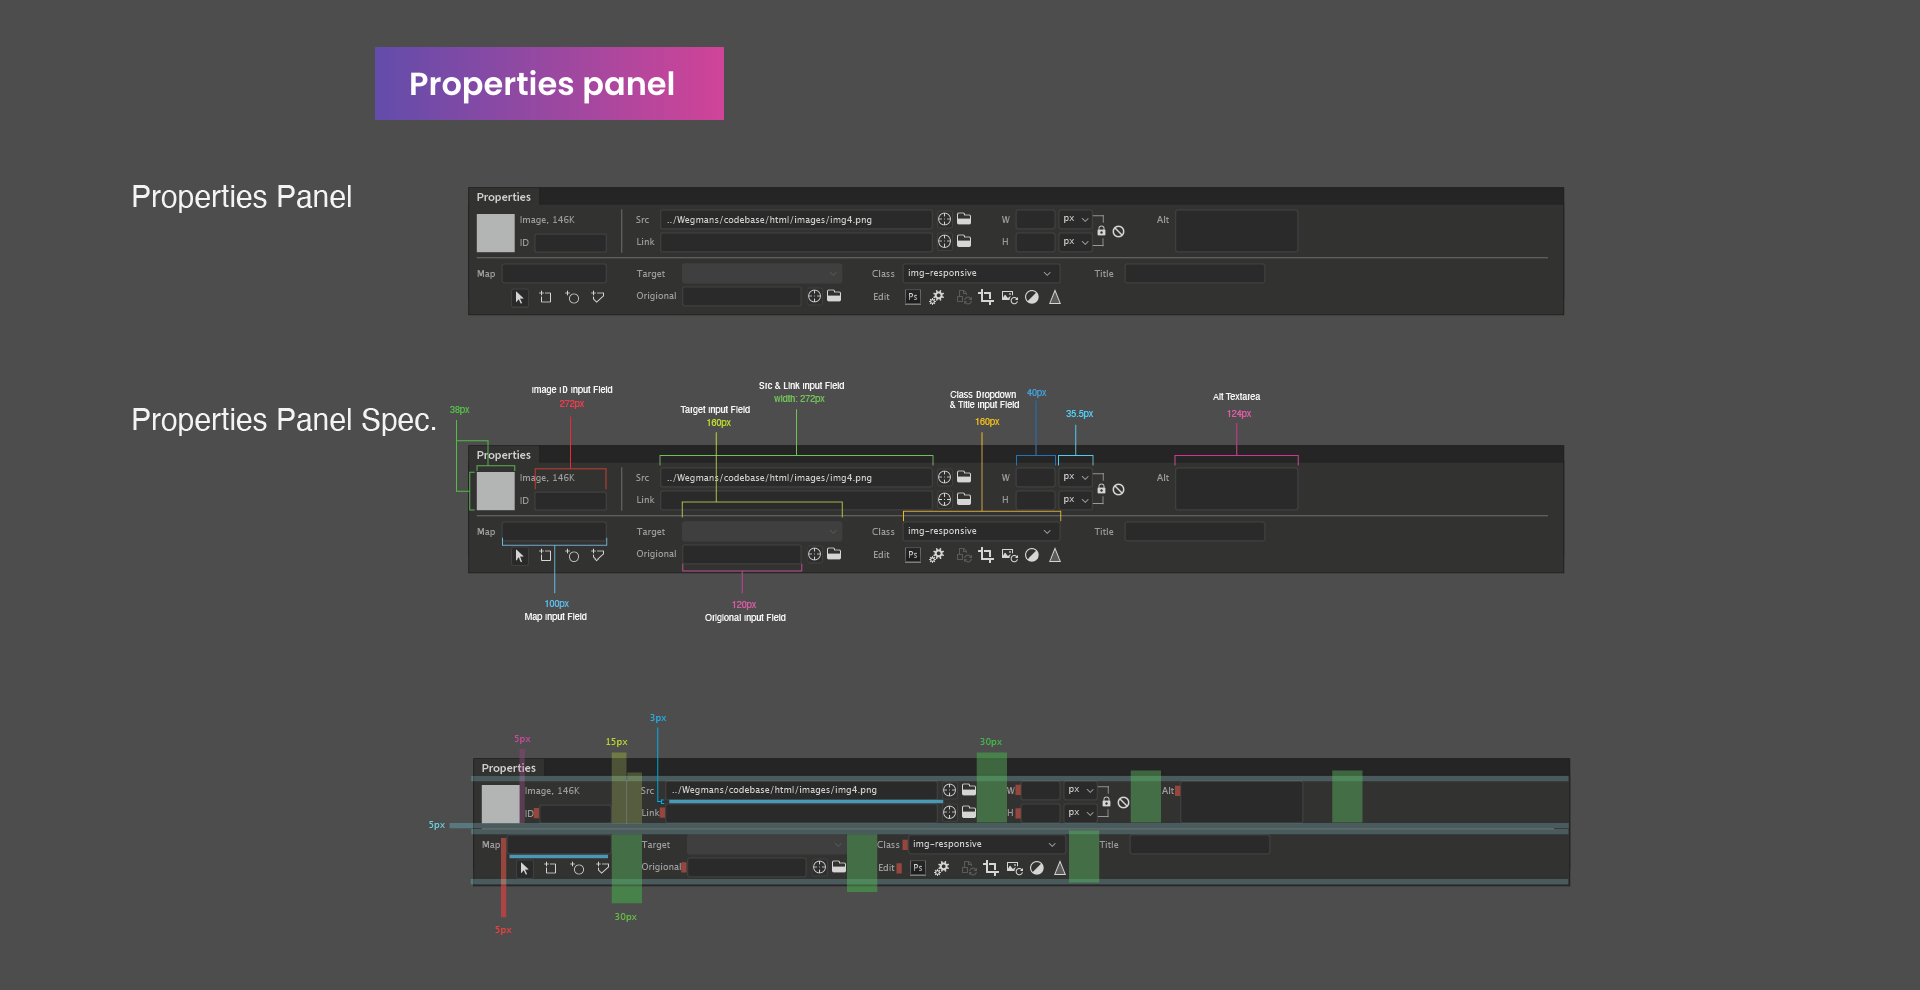 Properties panel
Properties Panel
Properties
Image, 146K
Src
../Wegmans/codebase/html/images/img4.png
W
px
Alt
ID
Link
H
px
Map
Target
Class
img-responsive
Title
Origional
Edit
Ps
Properties Panel Spec.
Image ID Input Field
272px
Src & Link Input Field
width: 272px
Class Dropdown
& Title Input Field
160px
40px
Alt Textarea
124px
38px
Target Input Field
160px
35.5px
Properties
Image, 146K
Src
../Wegmans/codebase/html/images/img4.png
W
px
Alt
ID
Link
H
px
Map
Target
Class
img-responsive
Title
Origional
Edit
Ps
100px
Map Input Field
120px
Origional Input Field
3px
5px
15px
30px
Properties
Image, 146K
Src
../Wegmans/codebase/html/images/img4.png
W
px
Alt
ID
Link
H
px
5px
Map
Target
Class
img-responsive
Title
Origional
Edit
Ps
30px
5px